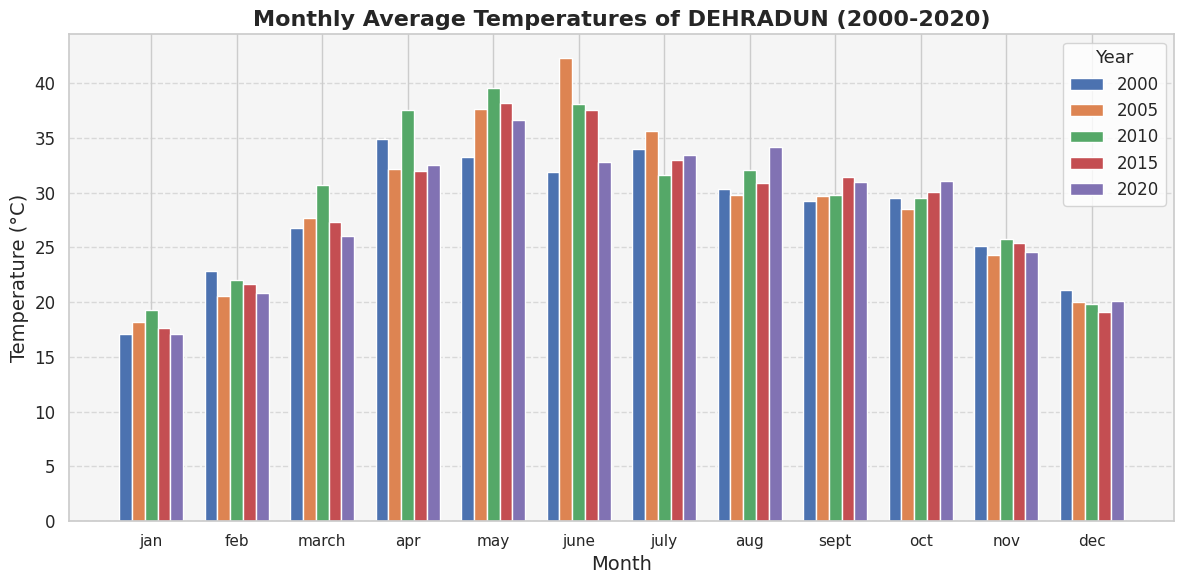 Monthly Average Temperatures of DEHRADUN (2000-2020)
Temperature (°C)
40
35
30
25
20
15
10
5
0
Year
2000
2005
2010
2015
2020
jan feb march apr may june july aug sept oct nov dec
Month